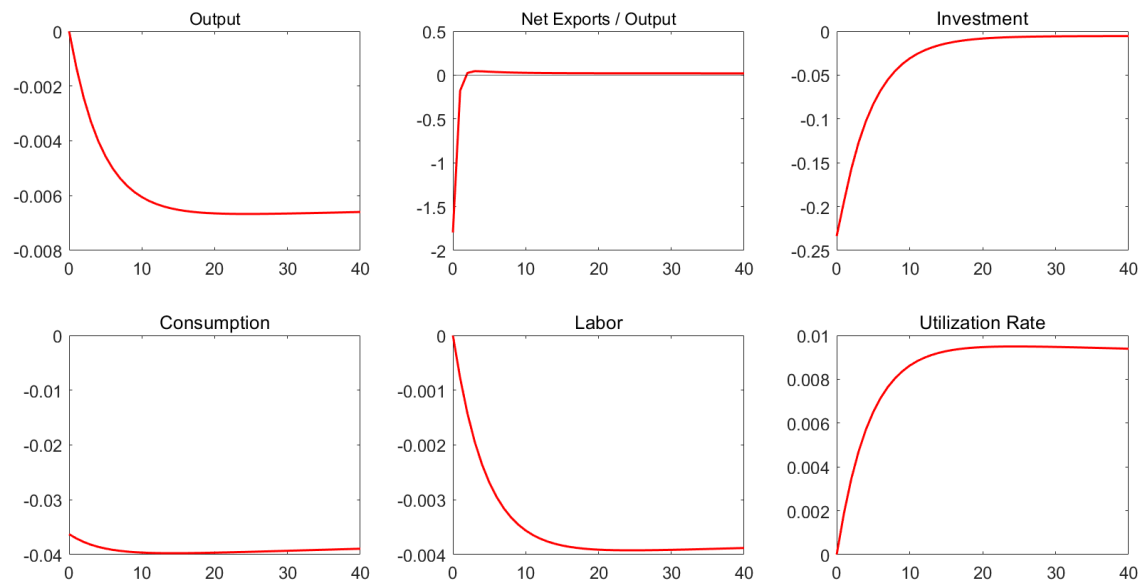 Output
0
-0.002
-0.004
-0.006
-0.008
0 10 20 30 40
Net Exports / Output
0.5
0
-0.5
-1
-1.5
-2
0 10 20 30 40
Investment
0
-0.05
-0.1
-0.15
-0.2
-0.25
0 10 20 30 40
Consumption
0
-0.01
-0.02
-0.03
-0.04
0 10 20 30 40
Labor
0
-0.001
-0.002
-0.003
-0.004
0 10 20 30 40
Utilization Rate
0.01
0.008
0.006
0.004
0.002
0
0 10 20 30 40